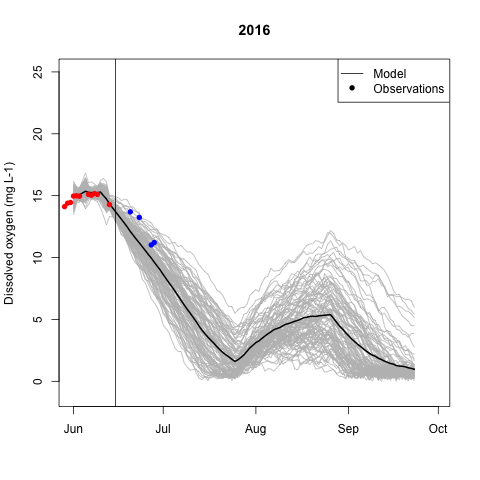 2016
Model
Observations
Dissolved oxygen (mg L-1)
25
20
15
10
5
0
Jun
Jul
Aug
Sep
Oct